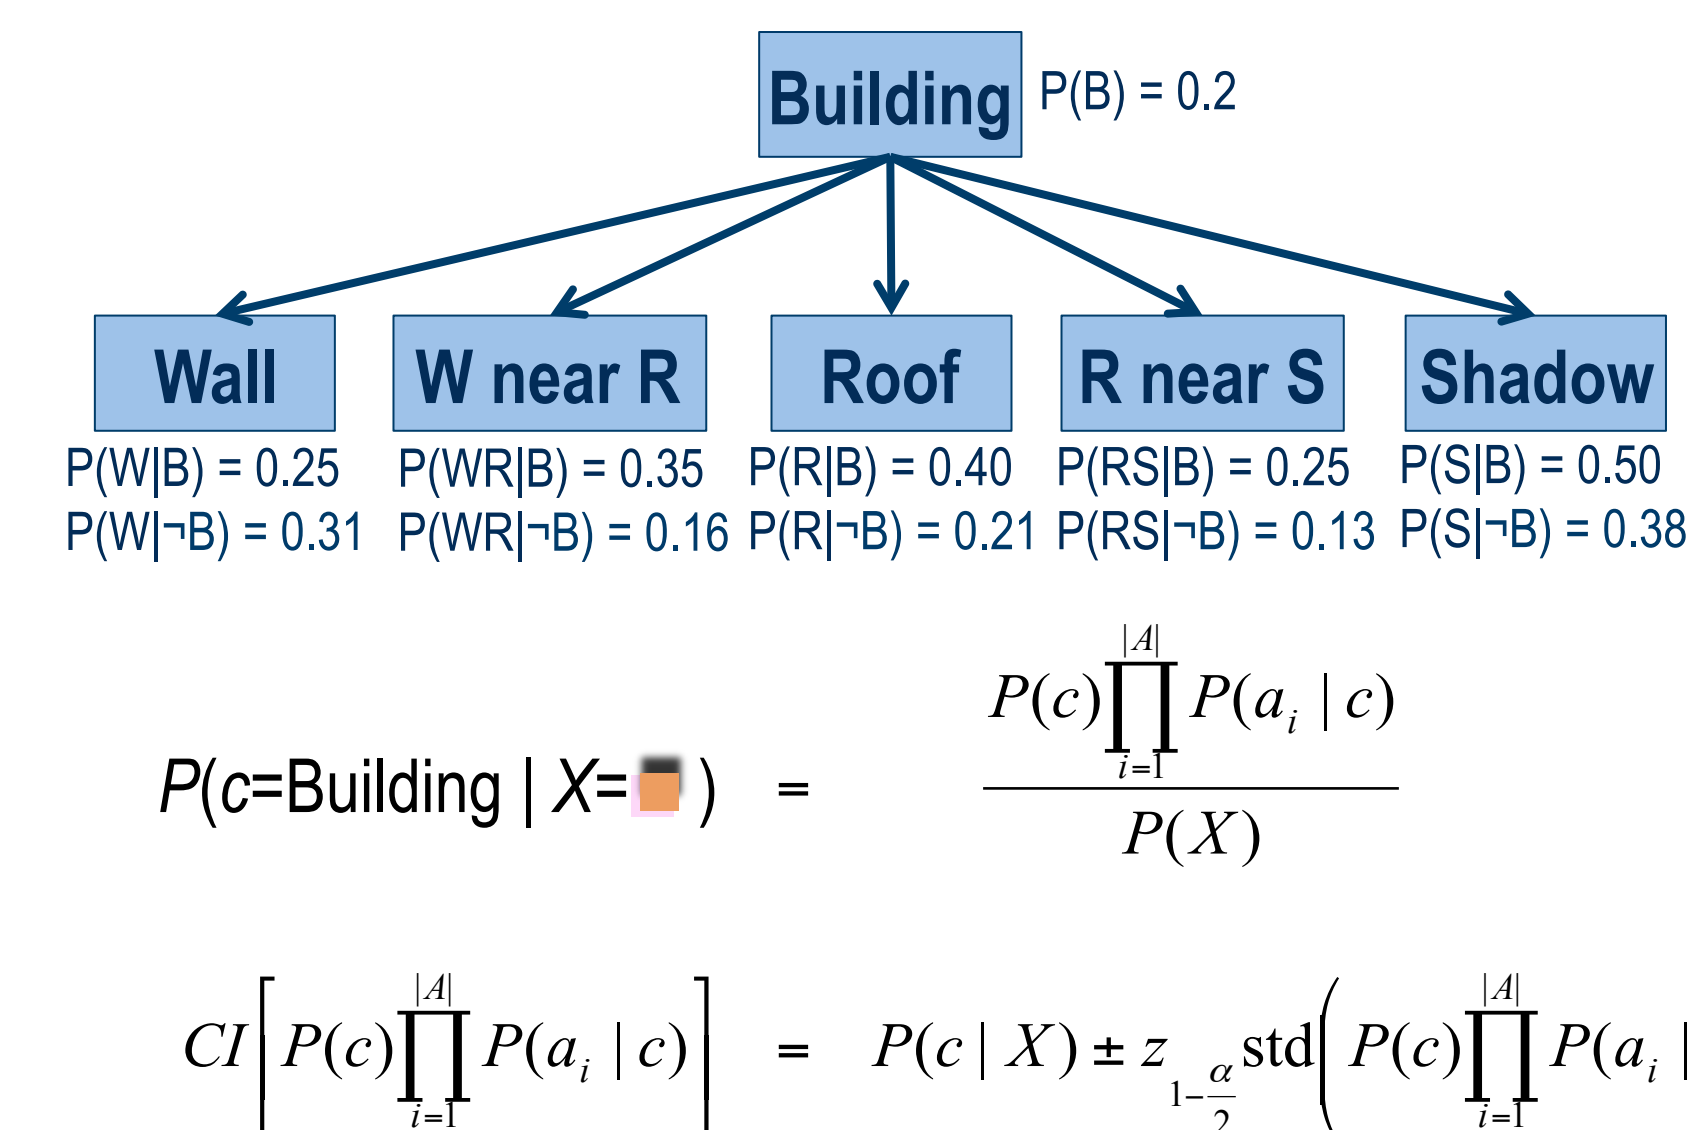 Building P(B) = 0.2
Wall W near R Roof R near S Shadow
P(W|B) = 0.25 P(WR|B) = 0.35 P(R|B) = 0.40 P(RS|B) = 0.25 P(S|B) = 0.50
P(W|¬B) = 0.31 P(WR|¬B) = 0.16 P(R|¬B) = 0.21 P(RS|¬B) = 0.13 P(S|¬B) = 0.38
|A|
P(c)∏P(a_i | c)
i=1
P(c=Building | X= ) =
P(X)
|A| |A|
CI[P(c)∏P(a_i | c)] = P(c | X) ± z_{1−α/2} std(P(c)∏P(a_i |
i=1 i=1